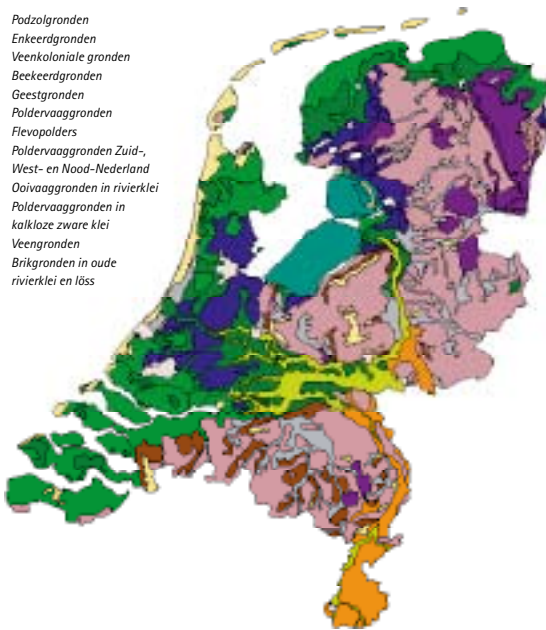 Podzolgronden
Enkeerdgronden
Veenkoloniale gronden
Beekeerdgronden
Geestgronden
Poldervaaggronden
Flevopolders
Poldervaaggronden Zuid-,
West- en Nood-Nederland
Ooivaaggronden in rivierklei
Poldervaaggronden in
kalkloze zware klei
Veengronden
Brikgronden in oude
rivierklei en löss